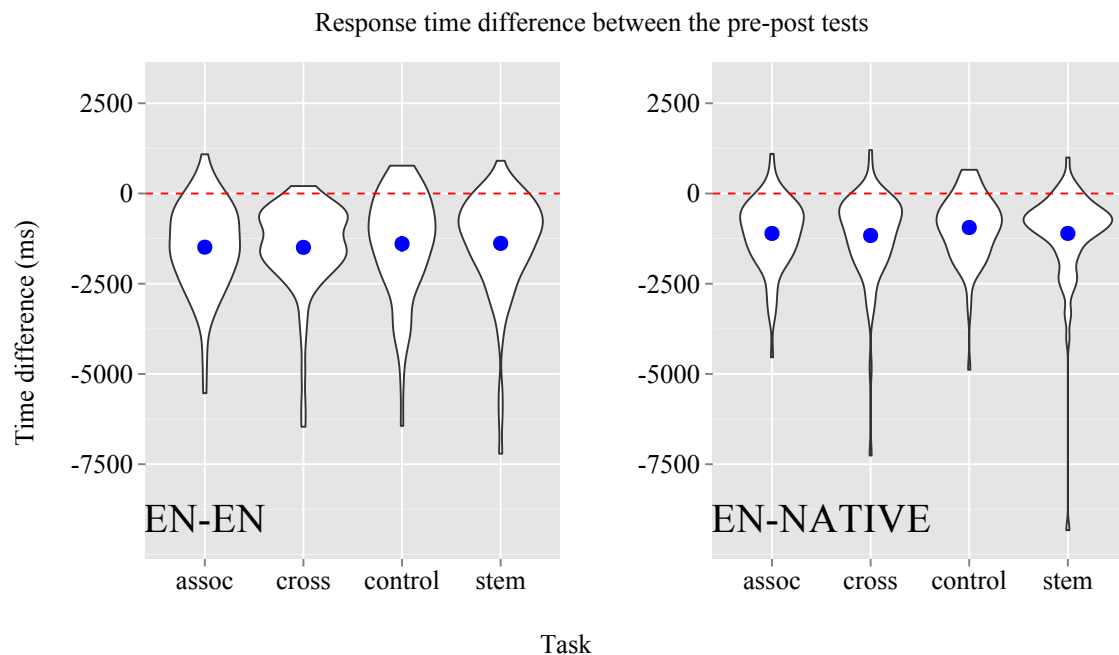 Response time difference between the pre-post tests
Time difference (ms)
2500
0
-2500
-5000
-7500
EN-EN
assoc cross control stem
2500
0
-2500
-5000
-7500
EN-NATIVE
assoc cross control stem
Task